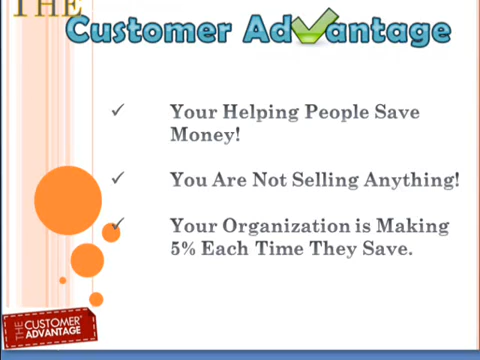 THE
Customer Advantage
Your Helping People Save
Money!
You Are Not Selling Anything!
Your Organization is Making
5% Each Time They Save.
THE CUSTOMER
ADVANTAGE